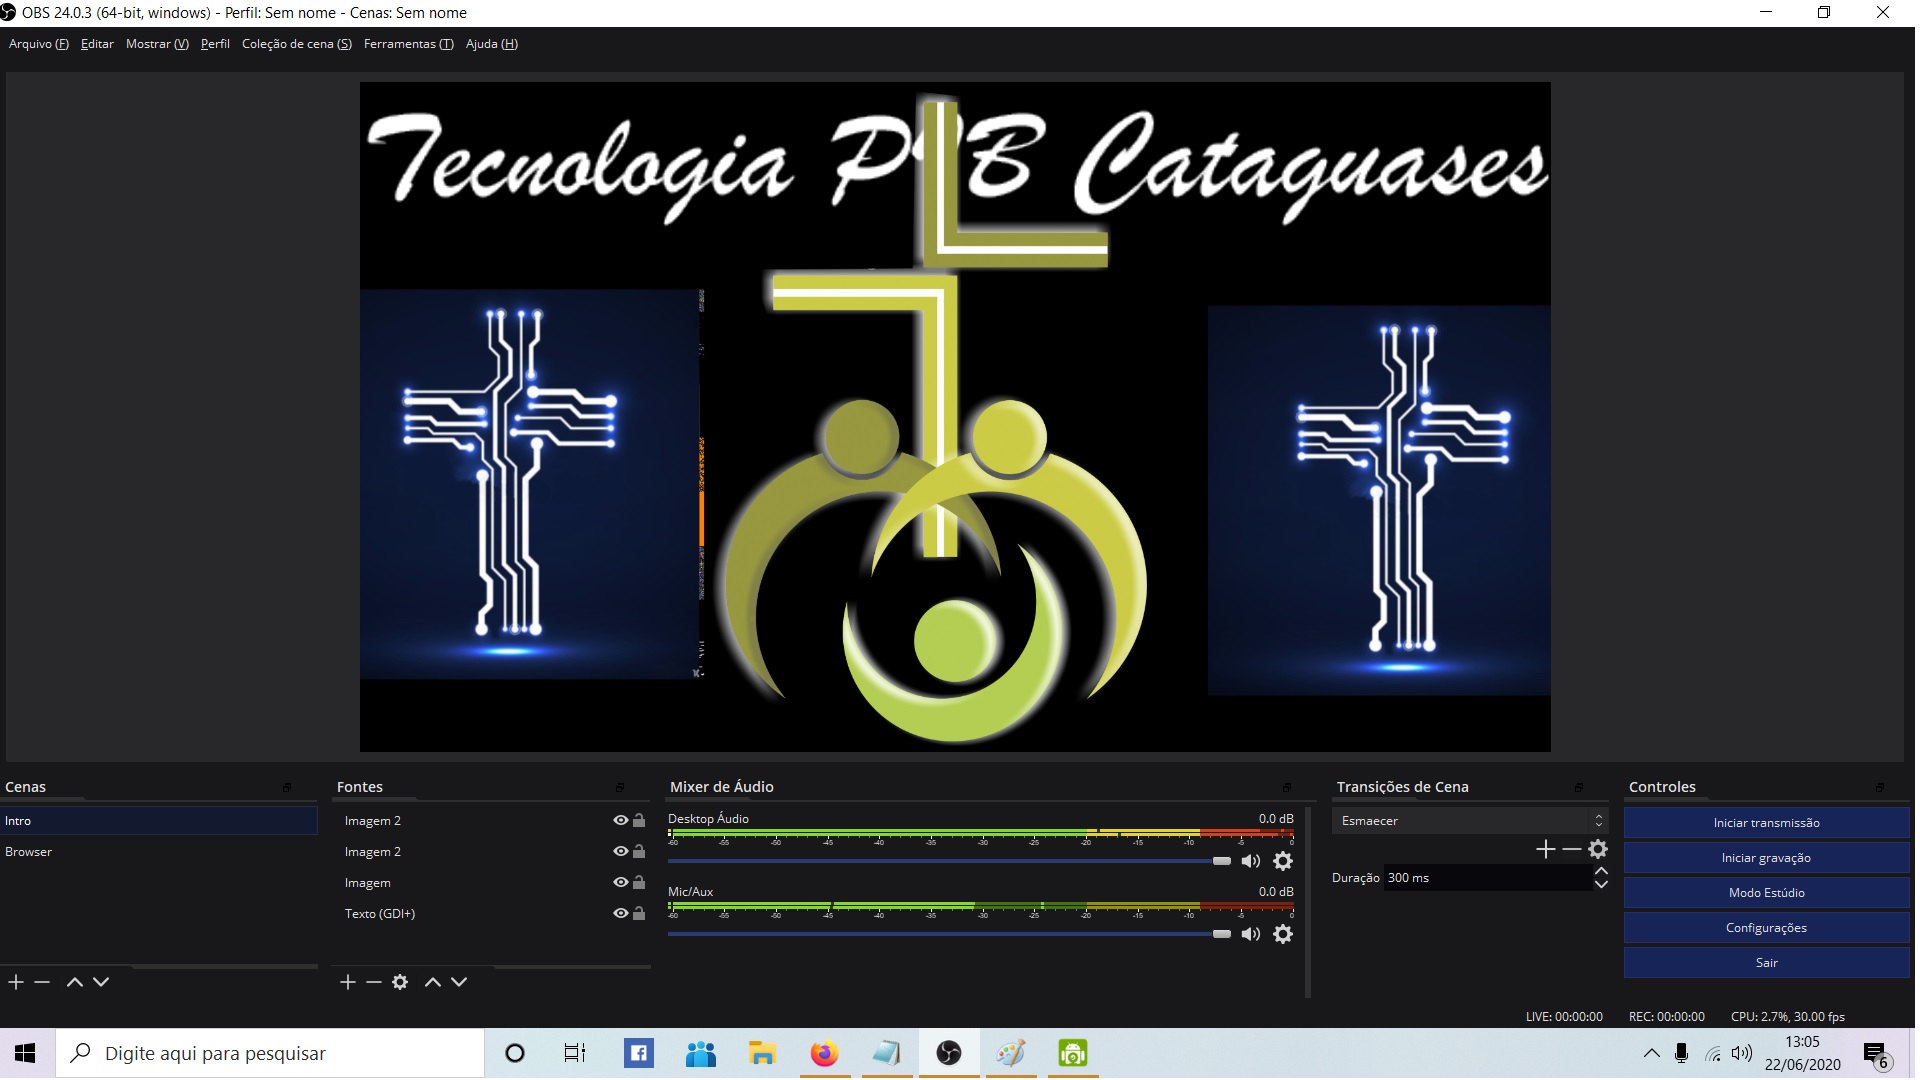 OBS 24.0.3 (64-bit, windows) - Perfil: Sem nome - Cenas: Sem nome
Arquivo (F) Editar Mostrar (V) Perfil Coleção de cena (S) Ferramentas (T) Ajuda (H)
Tecnologia P B Cataguases
Cenas
Intro
Browser
Fontes
Imagem 2
Imagem 2
Imagem
Texto (GDI+)
Mixer de Áudio
Desktop Áudio 0.0 dB
-60 -55 -50 -45 -40 -35 -30 -25 -20 -15 -10 -5 0
Mic/Aux 0.0 dB
-60 -55 -50 -45 -40 -35 -30 -25 -20 -15 -10 -5 0
Transições de Cena
Esmaecer
Duração 300 ms
Controles
Iniciar transmissão
Iniciar gravação
Modo Estúdio
Configurações
Sair
LIVE: 00:00:00 REC: 00:00:00 CPU: 2.7%, 30.00 fps
Digite aqui para pesquisar
13:05
22/06/2020
6